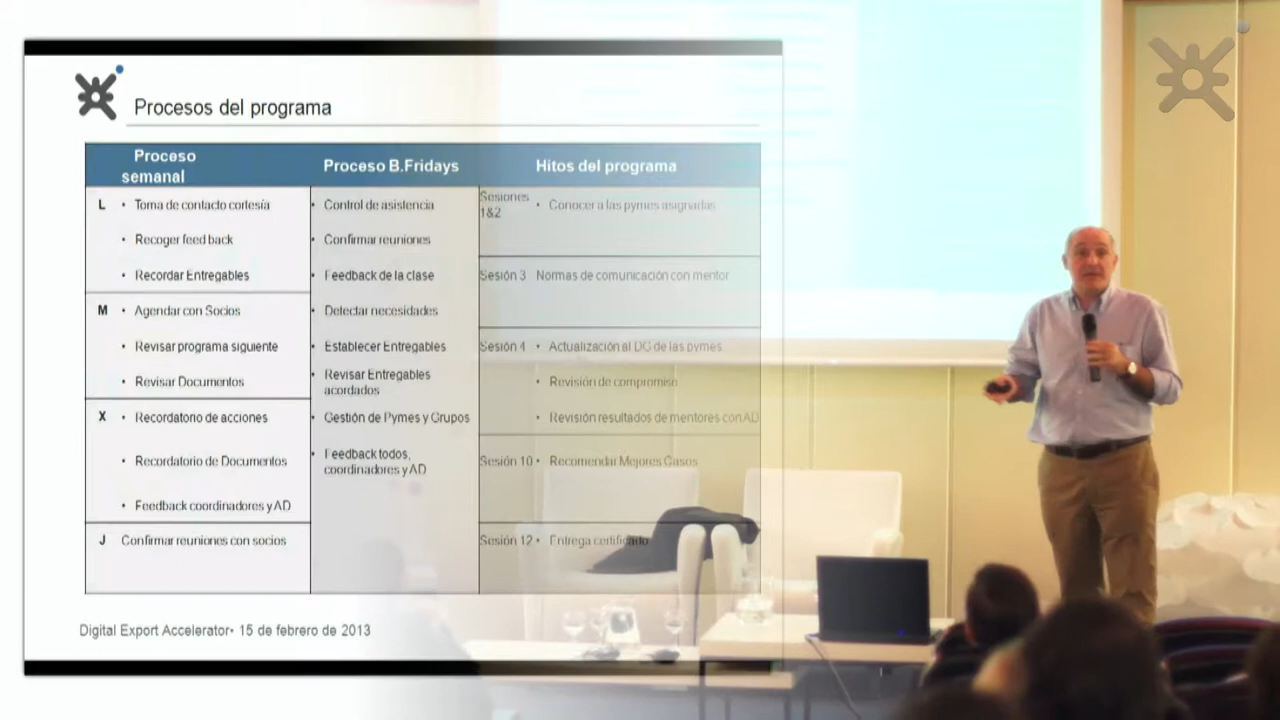 Procesos del programa
Proceso
semanal
Proceso B.Fridays
Hitos del programa
L • Toma de contacto cortesía
• Recoger feed back
• Recordar Entregables
M • Agendar con Socios
• Revisar programa siguiente
• Revisar Documentos
X • Recordatorio de acciones
• Recordatorio de Documentos
• Feedback coordinadores y AD
J Confirmar reuniones con socios
• Control de asistencia
• Confirmar reuniones
• Feedback de la clase
• Detectar necesidades
• Establecer Entregables
• Revisar Entregables
acordados
• Gestión de Pymes y Grupos
• Feedback todos,
coordinadores y AD
Sesiones
1&2
• Conocer a las pymes asignadas
Sesión 3 Normas de comunicación con mentor
Sesión 4 • Actualización al DG de las pymes
• Revisión de compromiso
• Revisión resultados de mentores con AD
Sesión 10 • Recomendar Mejores Casos
Sesión 12 • Entrega certificado
Digital Export Accelerator• 15 de febrero de 2013